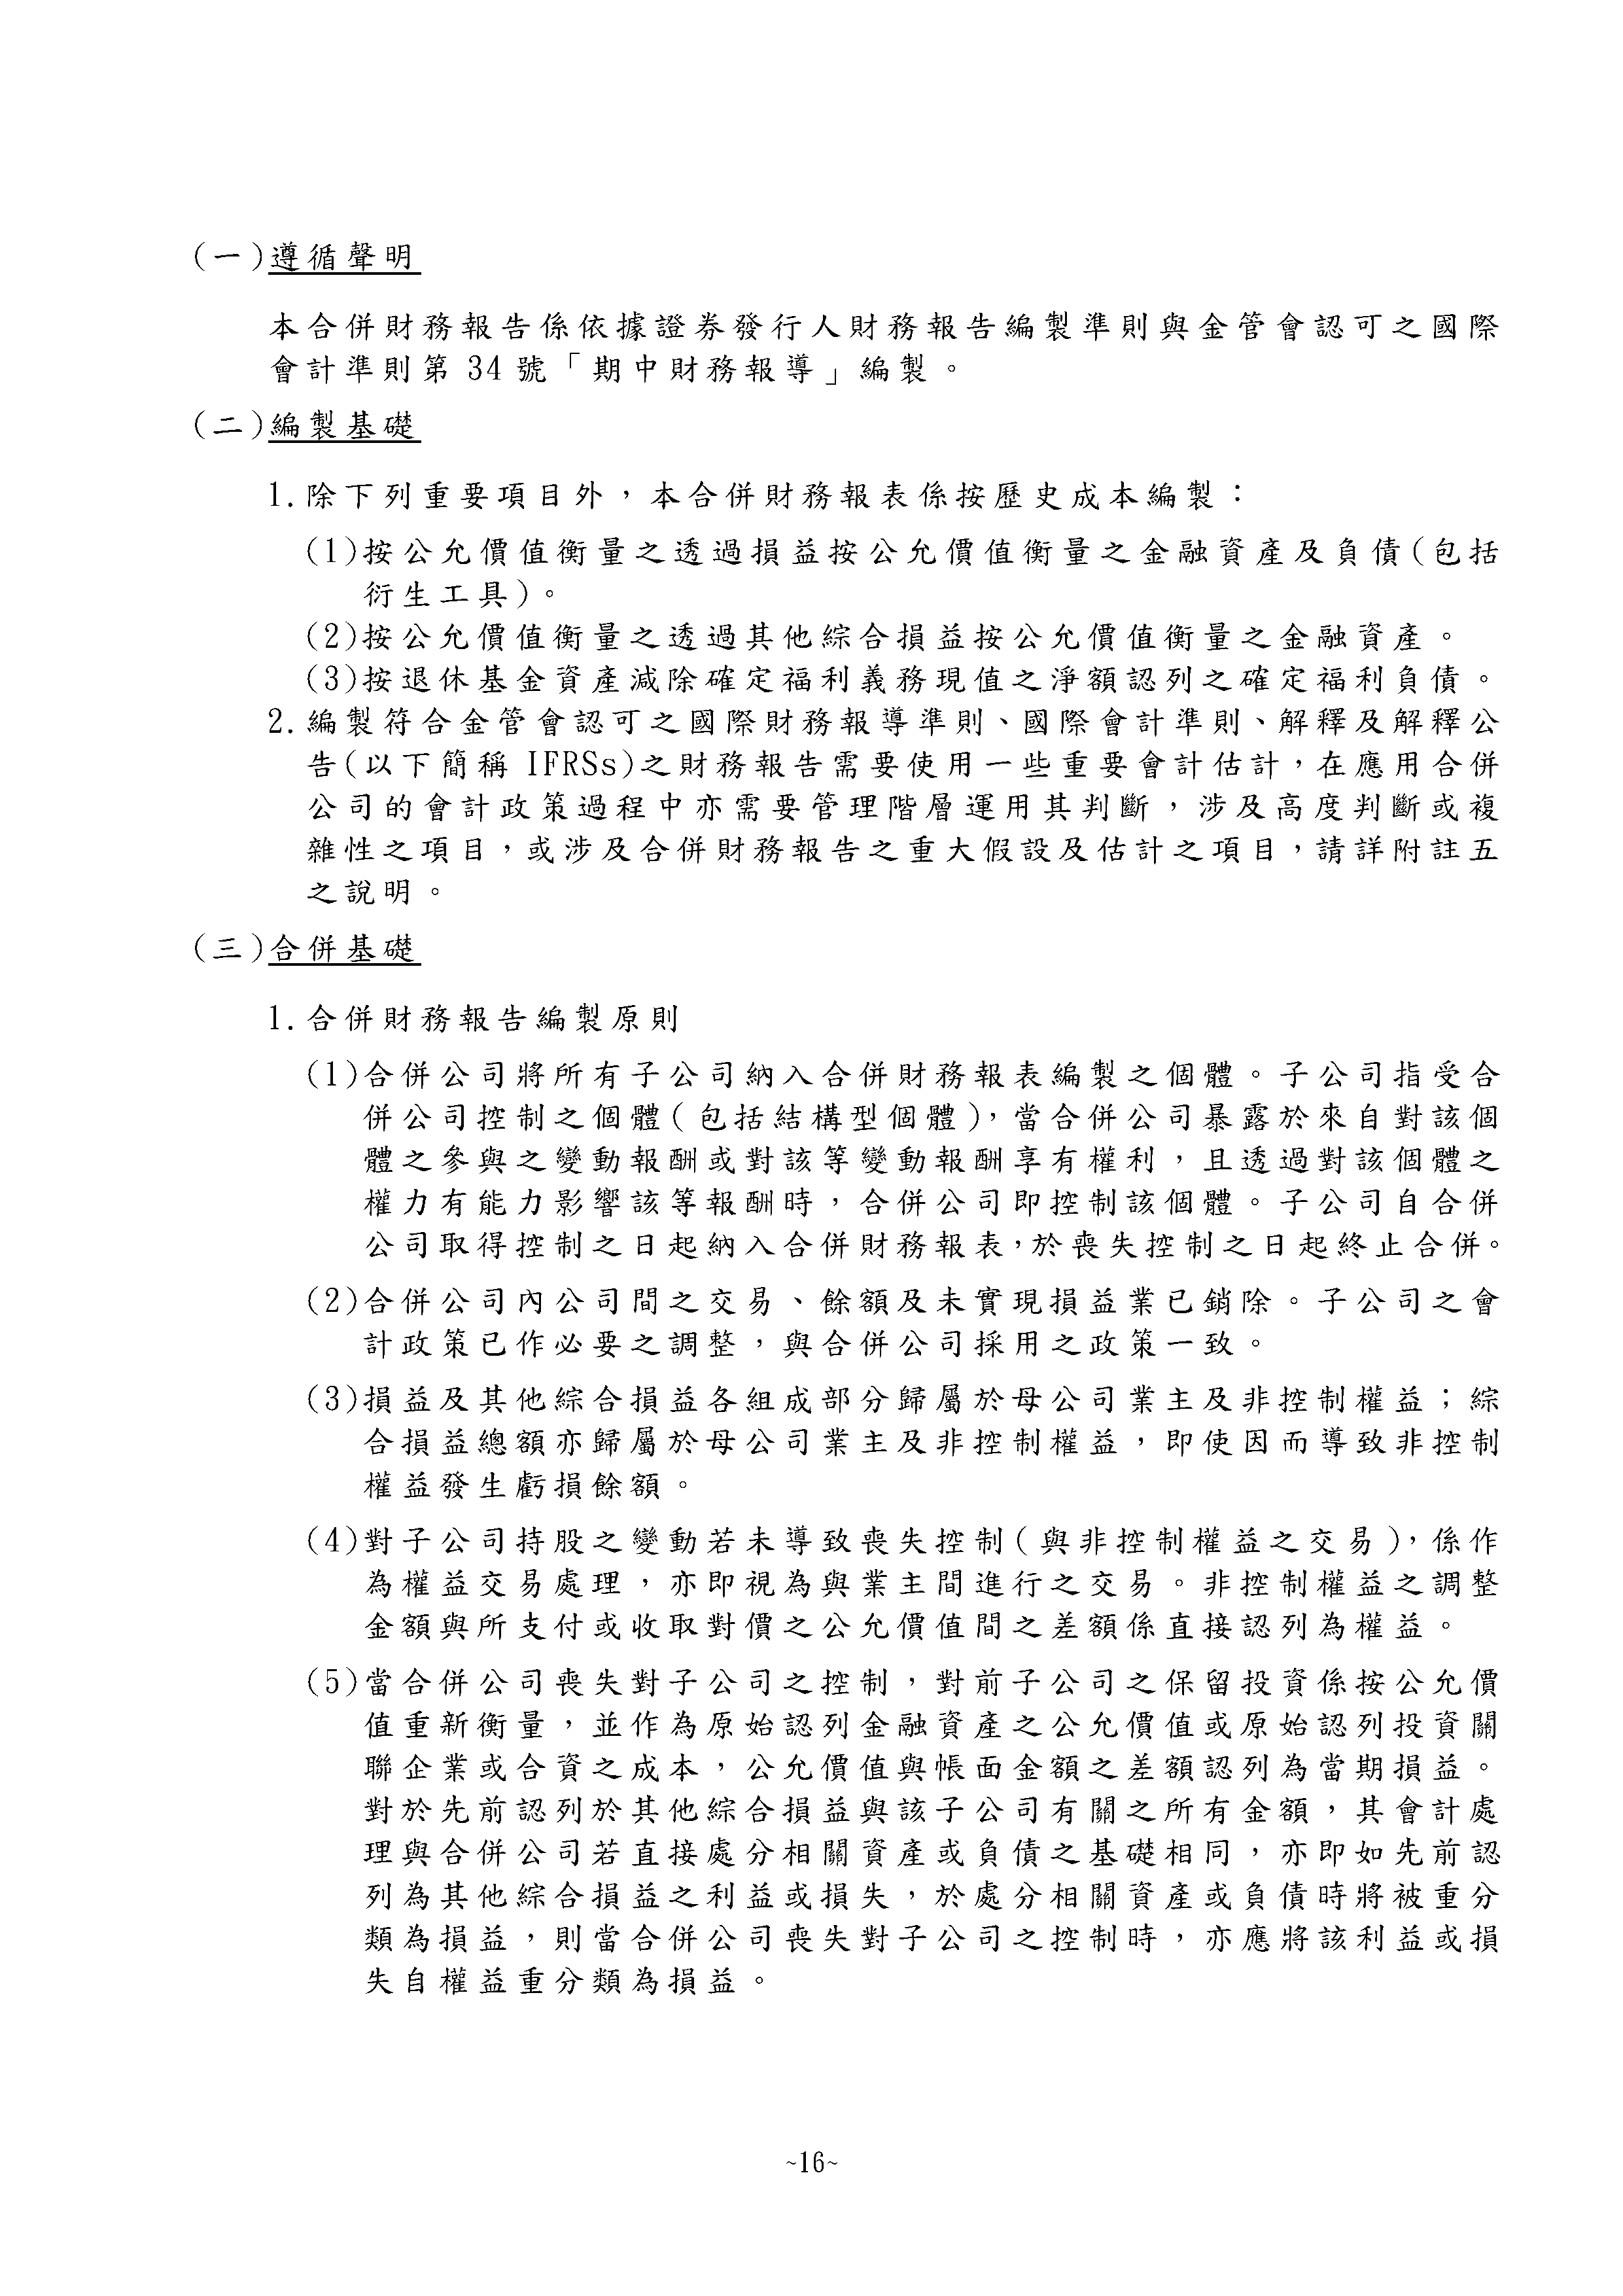 (一)遵循聲明
本合併財務報告係依據證券發行人財務報告編製準則與金管會認可之國際
會計準則第 34 號「期中財務報導」編製。
(二)編製基礎
1.除下列重要項目外，本合併財務報表係按歷史成本編製：
(1)按公允價值衡量之透過損益按公允價值衡量之金融資產及負債(包括
衍生工具)。
(2)按公允價值衡量之透過其他綜合損益按公允價值衡量之金融資產。
(3)按退休基金資產減除確定福利義務現值之淨額認列之確定福利負債。
2.編製符合金管會認可之國際財務報導準則、國際會計準則、解釋及解釋公
告(以下簡稱 IFRSs)之財務報告需要使用一些重要會計估計，在應用合併
公司的會計政策過程中亦需要管理階層運用其判斷，涉及高度判斷或複
雜性之項目，或涉及合併財務報告之重大假設及估計之項目，請詳附註五
之說明。
(三)合併基礎
1.合併財務報告編製原則
(1)合併公司將所有子公司納入合併財務報表編製之個體。子公司指受合
併公司控制之個體(包括結構型個體)，當合併公司暴露於來自對該個
體之參與之變動報酬或對該等變動報酬享有權利，且透過對該個體之
權力有能力影響該等報酬時，合併公司即控制該個體。子公司自合併
公司取得控制之日起納入合併財務報表，於喪失控制之日起終止合併。
(2)合併公司內公司間之交易、餘額及未實現損益業已銷除。子公司之會
計政策已作必要之調整，與合併公司採用之政策一致。
(3)損益及其他綜合損益各組成部分歸屬於母公司業主及非控制權益；綜
合損益總額亦歸屬於母公司業主及非控制權益，即使因而導致非控制
權益發生虧損餘額。
(4)對子公司持股之變動若未導致喪失控制(與非控制權益之交易)，係作
為權益交易處理，亦即視為與業主間進行之交易。非控制權益之調整
金額與所支付或收取對價之公允價值間之差額係直接認列為權益。
(5)當合併公司喪失對子公司之控制，對前子公司之保留投資係按公允價
值重新衡量，並作為原始認列金融資產之公允價值或原始認列投資關
聯企業或合資之成本，公允價值與帳面金額之差額認列為當期損益。
對於先前認列於其他綜合損益與該子公司有關之所有金額，其會計處
理與合併公司若直接處分相關資產或負債之基礎相同，亦即如先前認
列為其他綜合損益之利益或損失，於處分相關資產或負債時將被重分
類為損益，則當合併公司喪失對子公司之控制時，亦應將該利益或損
失自權益重分類為損益。
~16~